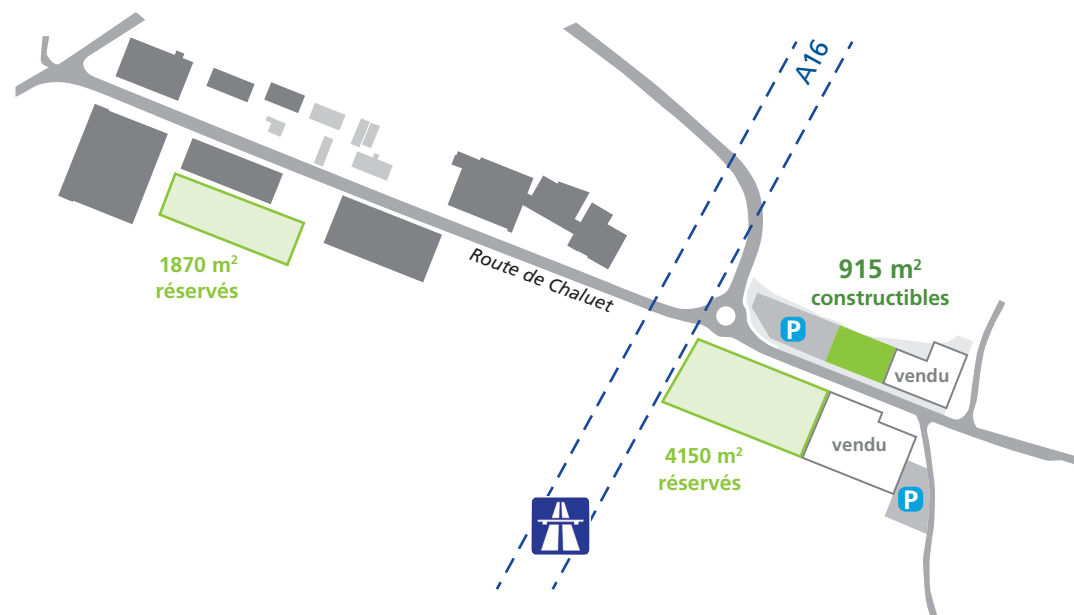 A16
1870 m²
réservés
Route de Chaluet
915 m²
constructibles
P
vendu
4150 m²
réservés
vendu
P